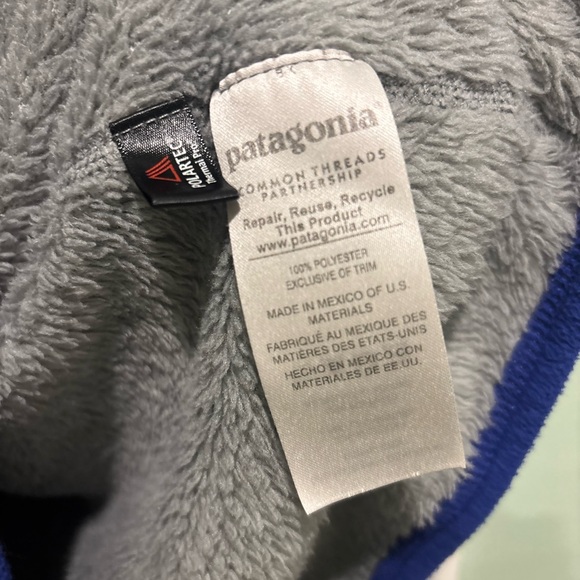 POLARTEC
Thermal Pro
patagonia
COMMON THREADS
PARTNERSHIP
Repair, Reuse, Recycle
This Product
www.patagonia.com
100% POLYESTER
EXCLUSIVE OF TRIM
MADE IN MEXICO OF U.S.
MATERIALS
FABRIQUÉ AU MEXIQUE DES
MATIÈRES DES ETATS-UNIS
HECHO EN MEXICO CON
MATERIALES DE EE.UU.